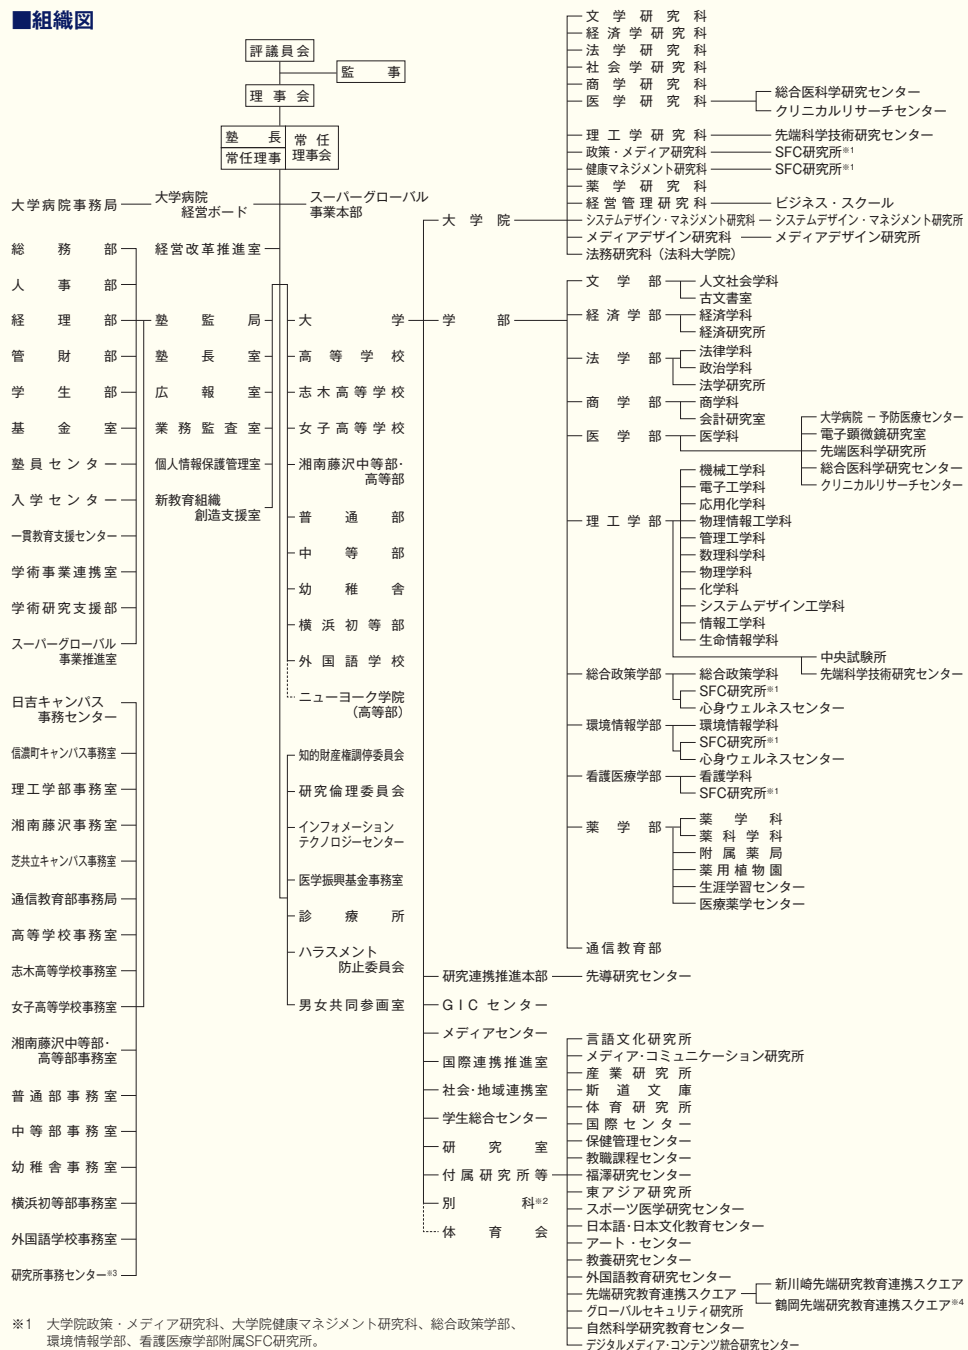 ■組織図
評議員会
監事
理事会
塾長
常任理事
常任
理事会
大学病院事務局
大学病院
経営ボード
スーパーグローバル
事業本部
経営改革推進室
総務部
人事部
経理部
管財部
学生部
基金室
塾員センター
入学センター
一貫教育支援センター
学術事業連携室
学術研究支援部
スーパーグローバル
事業推進室
日吉キャンパス
事務センター
信濃町キャンパス事務室
理工学部事務室
湘南藤沢事務室
芝共立キャンパス事務室
通信教育部事務局
高等学校事務室
志木高等学校事務室
女子高等学校事務室
湘南藤沢中等部・
高等部事務室
普通部事務室
中等部事務室
幼稚舎事務室
横浜初等部事務室
外国語学校事務室
研究所事務センター※3
塾監局
塾長室
広報室
業務監査室
個人情報保護管理室
新教育組織
創造支援室
大学
高等学校
志木高等学校
女子高等学校
湘南藤沢中等部・
高等部
普通部
中等部
幼稚舎
横浜初等部
外国語学校
ニューヨーク学院
（高等部）
知的財産権調停委員会
研究倫理委員会
インフォメーション
テクノロジーセンター
医学振興基金事務室
診療所
ハラスメント
防止委員会
男女共同参画室
大学院
文学研究科
経済学研究科
法学研究科
社会学研究科
商学研究科
医学研究科
総合医科学研究センター
クリニカルリサーチセンター
理工学研究科
先端科学技術研究センター
政策・メディア研究科
SFC研究所※1
健康マネジメント研究科
SFC研究所※1
薬学研究科
経営管理研究科
ビジネス・スクール
システムデザイン・マネジメント研究科
システムデザイン・マネジメント研究所
メディアデザイン研究科
メディアデザイン研究所
法務研究科（法科大学院）
学部
文学部
人文社会学科
古文書室
経済学部
経済学科
経済研究所
法学部
法律学科
政治学科
法学研究所
商学部
商学科
会計研究室
医学部
医学科
大学病院 − 予防医療センター
電子顕微鏡研究室
先端医科学研究所
総合医科学研究センター
クリニカルリサーチセンター
理工学部
機械工学科
電子工学科
応用化学科
物理情報工学科
管理工学科
数理科学科
物理学科
化学科
システムデザイン工学科
情報工学科
生命情報学科
中央試験所
先端科学技術研究センター
総合政策学部
総合政策学科
SFC研究所※1
心身ウェルネスセンター
環境情報学部
環境情報学科
SFC研究所※1
心身ウェルネスセンター
看護医療学部
看護学科
SFC研究所※1
薬学部
薬学科
薬科学科
附属薬局
薬用植物園
生涯学習センター
医療薬学センター
通信教育部
研究連携推進本部
先導研究センター
GIC センター
メディアセンター
国際連携推進室
社会・地域連携室
学生総合センター
研究室
付属研究所等
別科※2
体育会
言語文化研究所
メディア・コミュニケーション研究所
産業研究所
斯道文庫
体育研究所
国際センター
保健管理センター
教職課程センター
福澤研究センター
東アジア研究所
スポーツ医学研究センター
日本語・日本文化教育センター
アート・センター
教養研究センター
外国語教育研究センター
先端研究教育連携スクエア
新川崎先端研究教育連携スクエア
鶴岡先端研究教育連携スクエア※4
グローバルセキュリティ研究所
自然科学研究教育センター
デジタルメディア・コンテンツ統合研究センター
※1 大学院政策・メディア研究科、大学院健康マネジメント研究科、総合政策学部、
環境情報学部、看護医療学部附属SFC研究所。